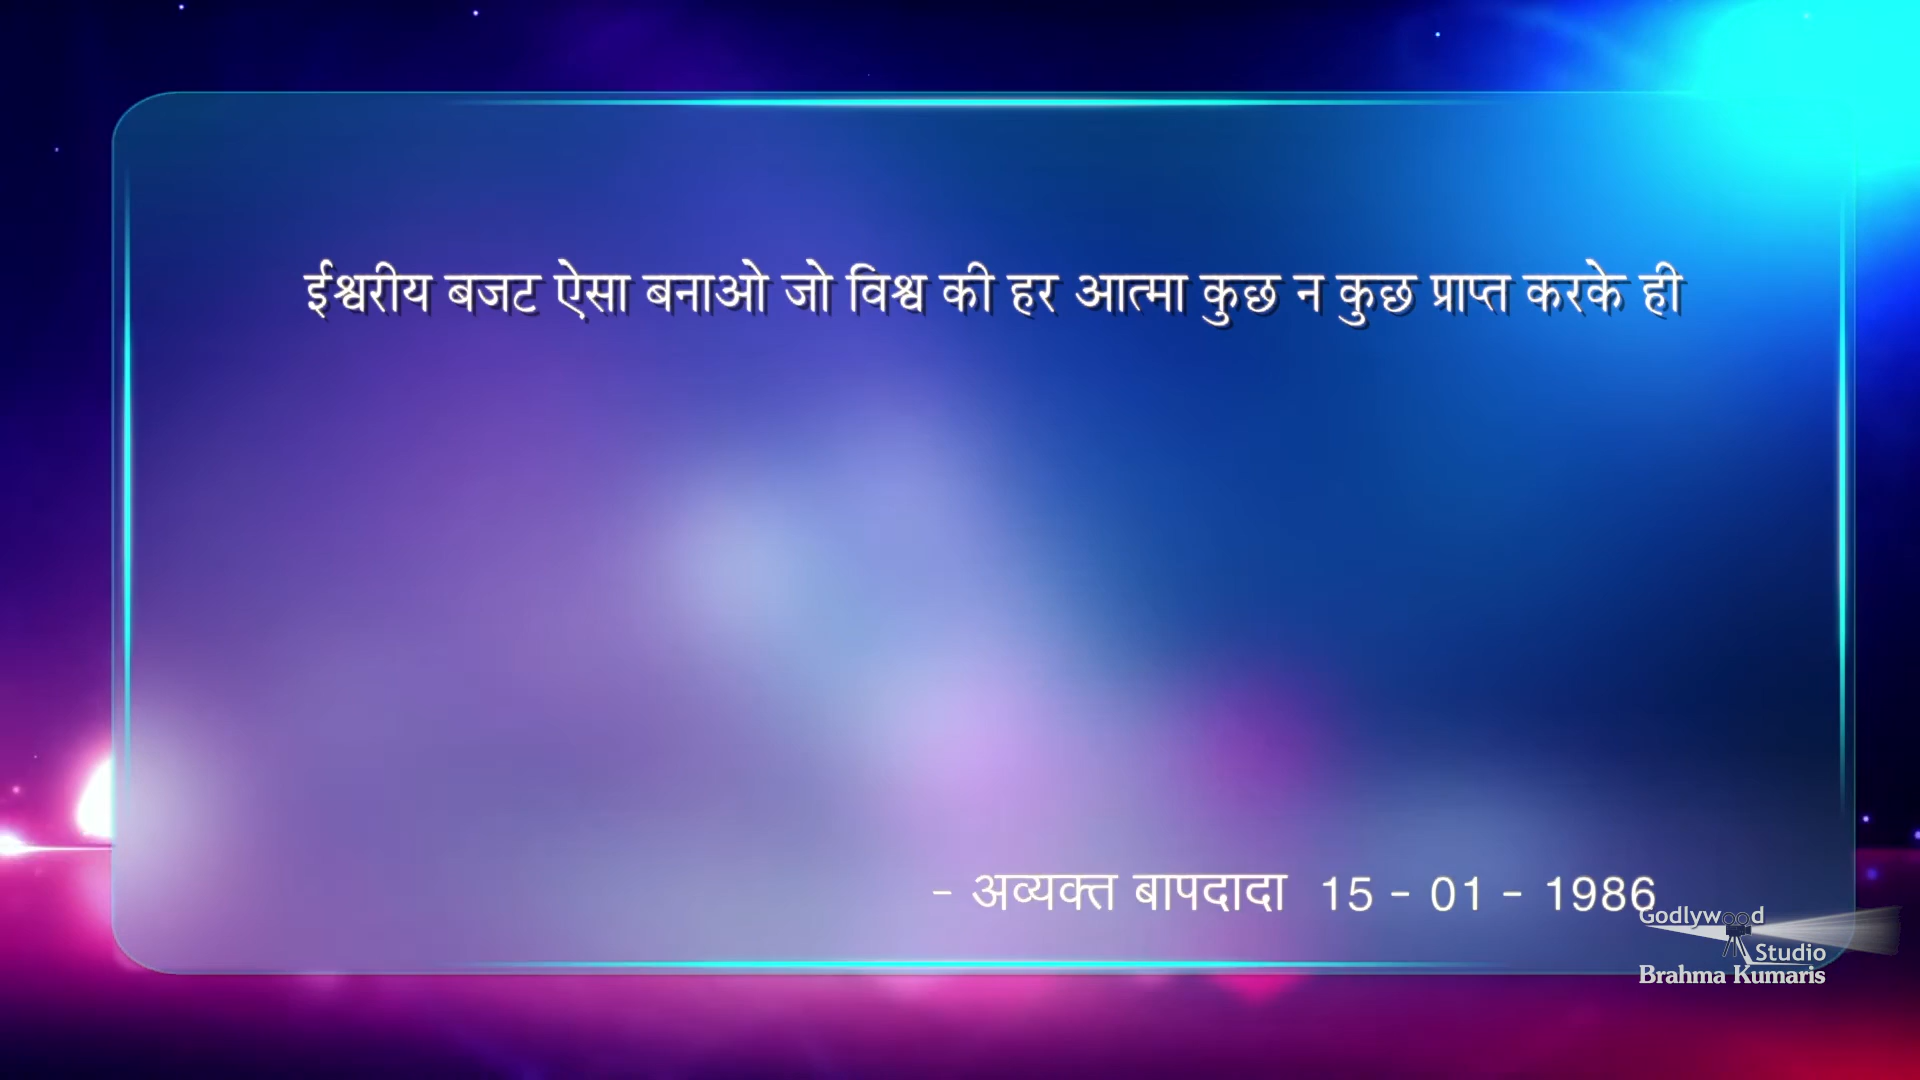 ईश्वरीय बजट ऐसा बनाओ जो विश्व की हर आत्मा कुछ न कुछ प्राप्त करके ही
- अव्यक्त बापदादा 15 - 01 - 1986
Godlywood
Studio
Brahma Kumaris